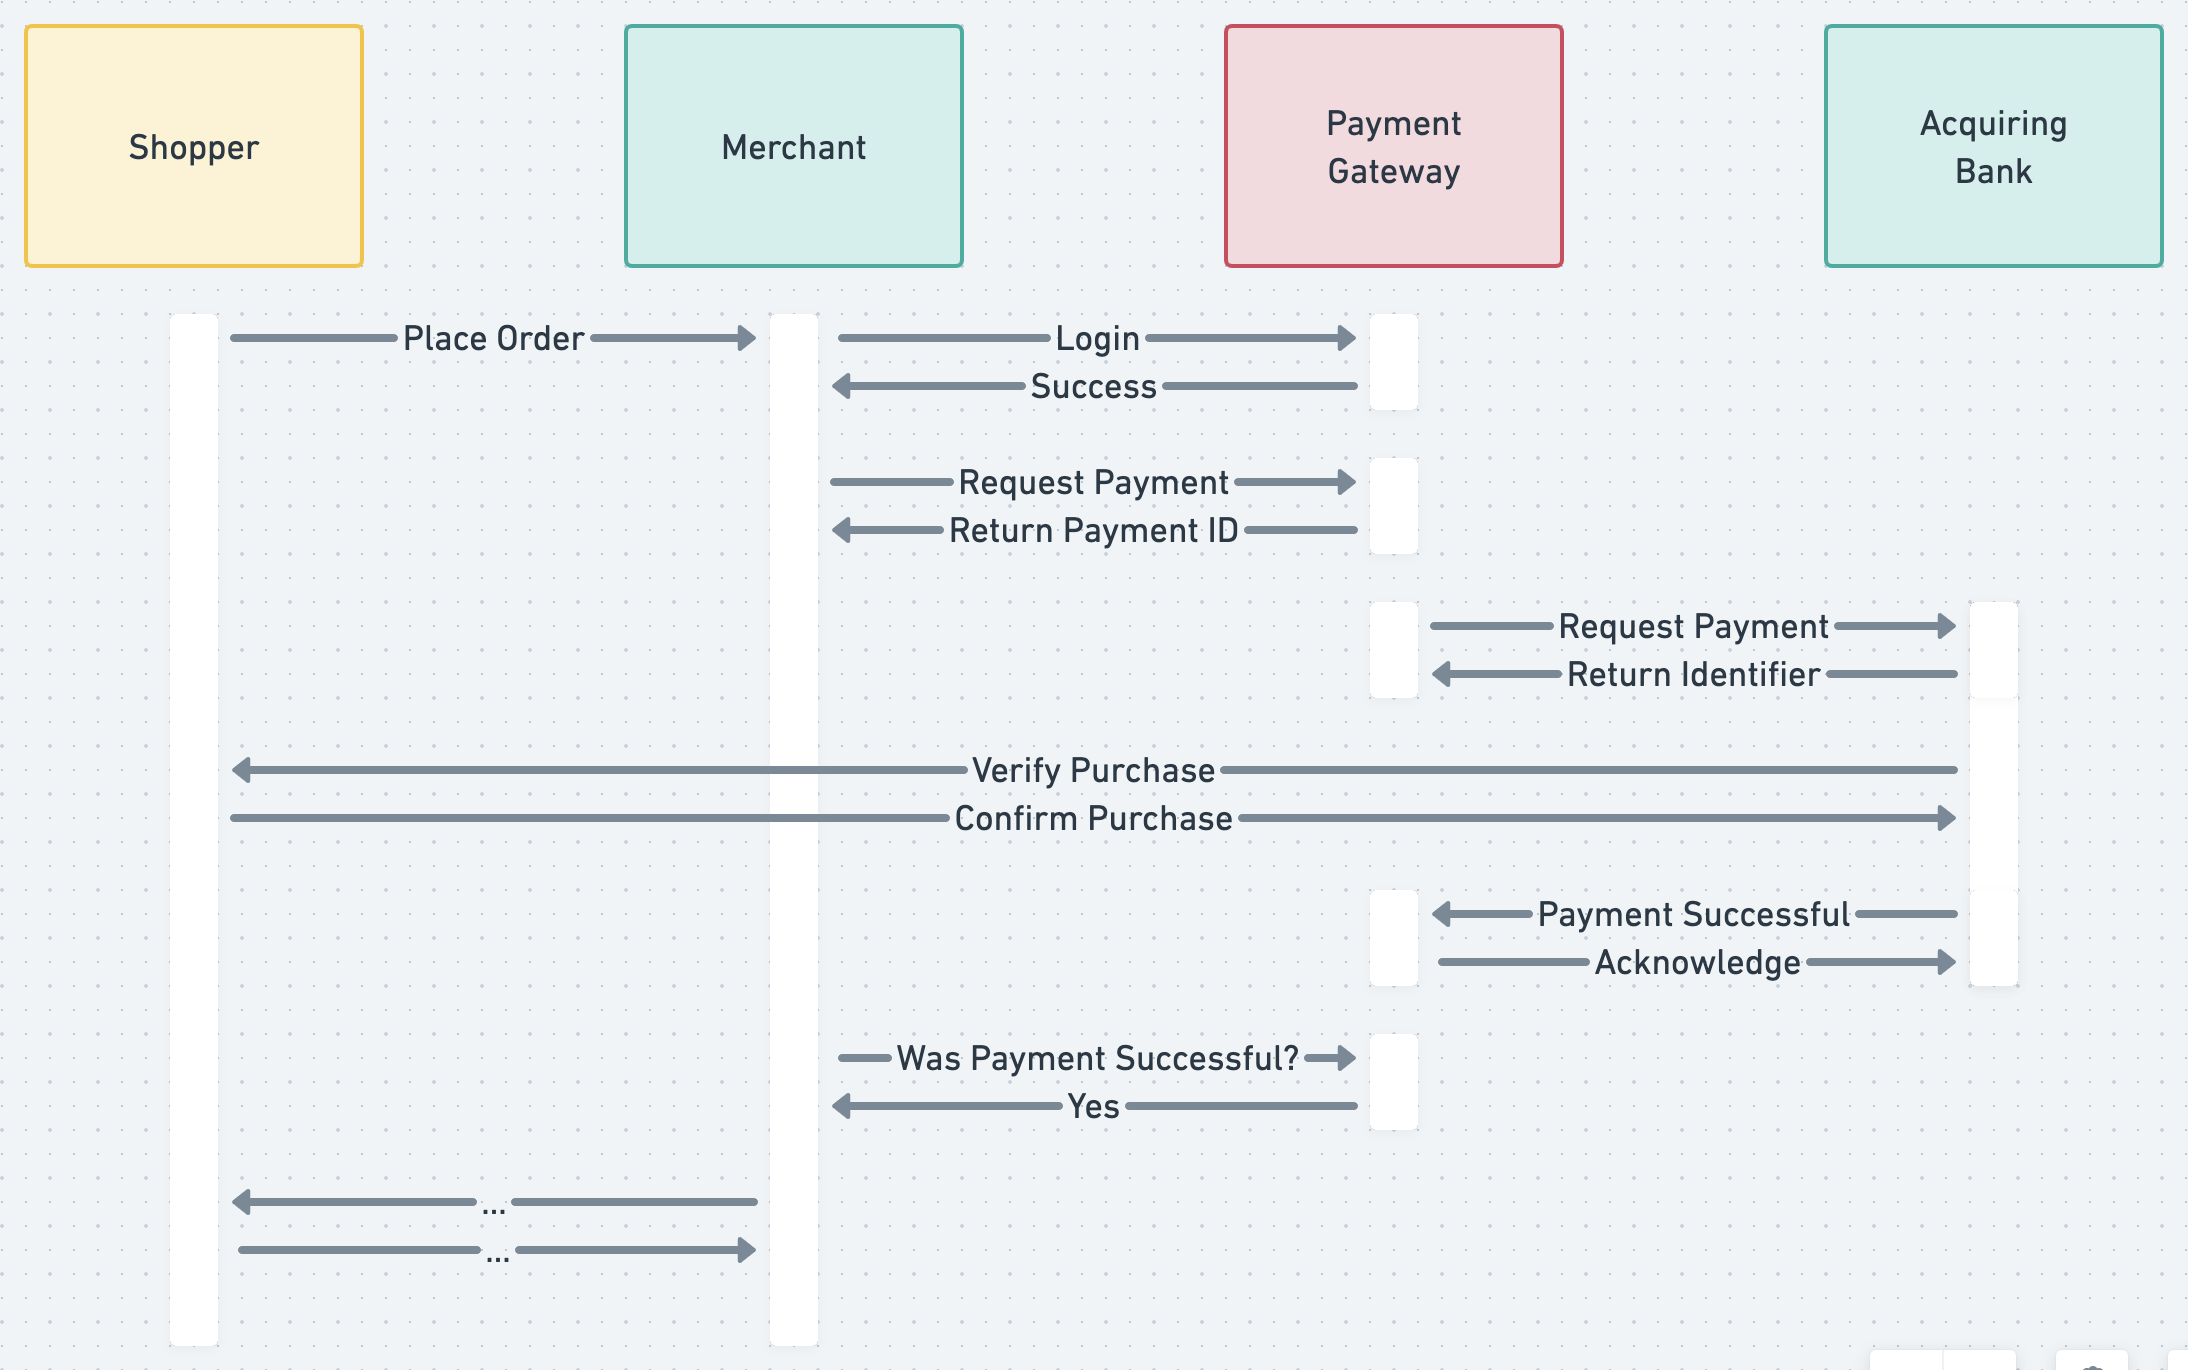 Shopper
Merchant
Payment
Gateway
Acquiring
Bank
Place Order
Login
Success
Request Payment
Return Payment ID
Request Payment
Return Identifier
Verify Purchase
Confirm Purchase
Payment Successful
Acknowledge
Was Payment Successful?
Yes
...
...